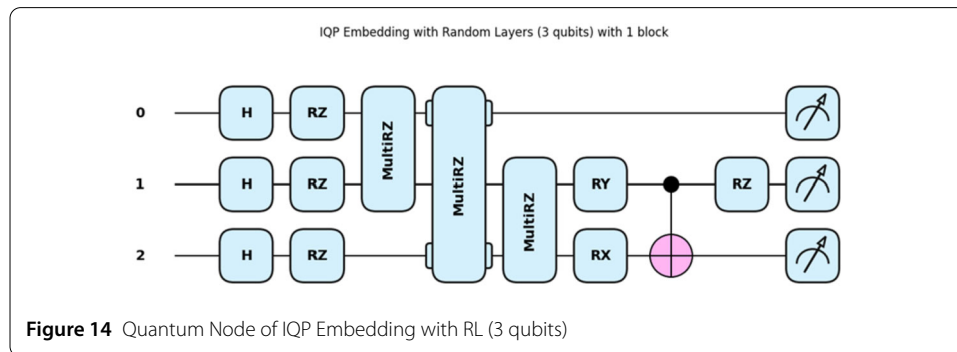 IQP Embedding with Random Layers (3 qubits) with 1 block
0 H RZ MultiRZ MultiRZ
1 H RZ MultiRZ RY RZ
2 H RZ RX
Figure 14 Quantum Node of IQP Embedding with RL (3 qubits)